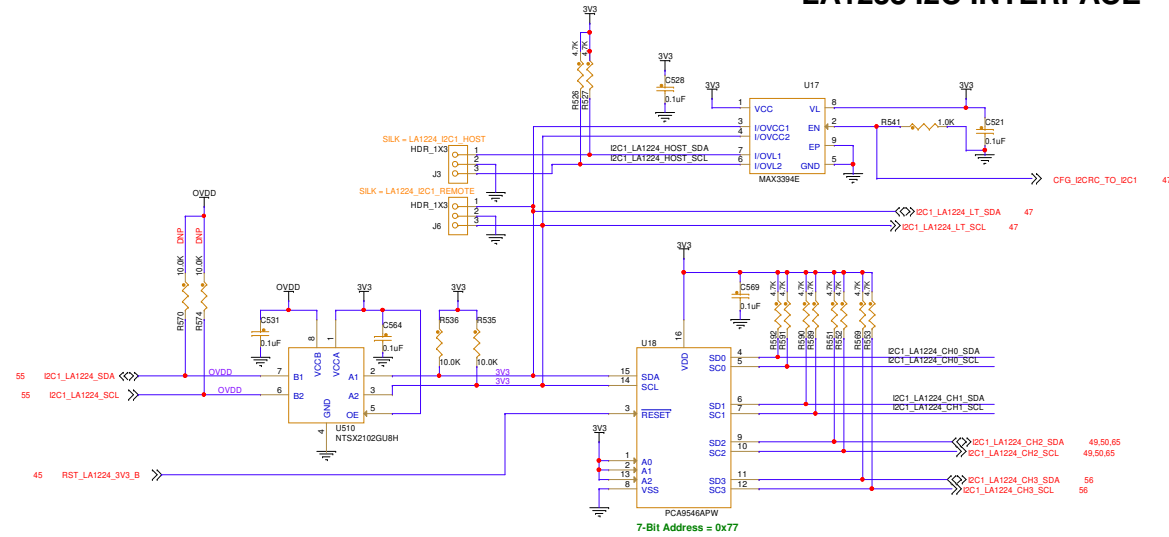 LA1238 I2C INTERFACE
3V3
4.7K
4.7K
R526
R527
3V3
C528
0.1uF
3V3
U17
1 VCC VL 8
3 I/OVCC1 EN 2
4 I/OVCC2
7 I/OVL1 EP 9
6 I/OVL2 GND 5
MAX3394E
3V3
R541 1.0K
C521
0.1uF
CFG_I2CRC_TO_I2C1 47
SILK = LA1224_I2C1_HOST
HDR_1X3
1
2
3
J3
I2C1_LA1224_HOST_SDA
I2C1_LA1224_HOST_SCL
SILK = LA1224_I2C1_REMOTE
HDR_1X3
1
2
3
J6
I2C1_LA1224_LT_SDA 47
I2C1_LA1224_LT_SCL 47
OVDD
DNP
DNP
10.0K
10.0K
R570
R574
OVDD
C531
0.1uF
3V3
C564
0.1uF
3V3
R536
R535
10.0K
10.0K
8 VCCB
1 VCCA
7 B1 A1 2
6 B2 A2 3
GND OE 5
4
U510
NTSX2102GU8H
55 I2C1_LA1224_SDA OVDD
55 I2C1_LA1224_SCL OVDD
3V3
3V3
45 RST_LA1224_3V3_B
3V3
C569
0.1uF
4.7K
4.7K
4.7K
4.7K
4.7K
4.7K
4.7K
4.7K
R592
R591
R590
R589
R551
R552
R569
R553
U18
16 VDD
15 SDA SD0 4
14 SCL SC0 5
3 RESET SD1 6
SC1 7
SD2 9
SC2 10
3V3
1 A0
2 A1
13 A2 SD3 11
8 VSS SC3 12
PCA9546APW
7-Bit Address = 0x77
I2C1_LA1224_CH0_SDA
I2C1_LA1224_CH0_SCL
I2C1_LA1224_CH1_SDA
I2C1_LA1224_CH1_SCL
I2C1_LA1224_CH2_SDA 49,50,65
I2C1_LA1224_CH2_SCL 49,50,65
I2C1_LA1224_CH3_SDA 56
I2C1_LA1224_CH3_SCL 56